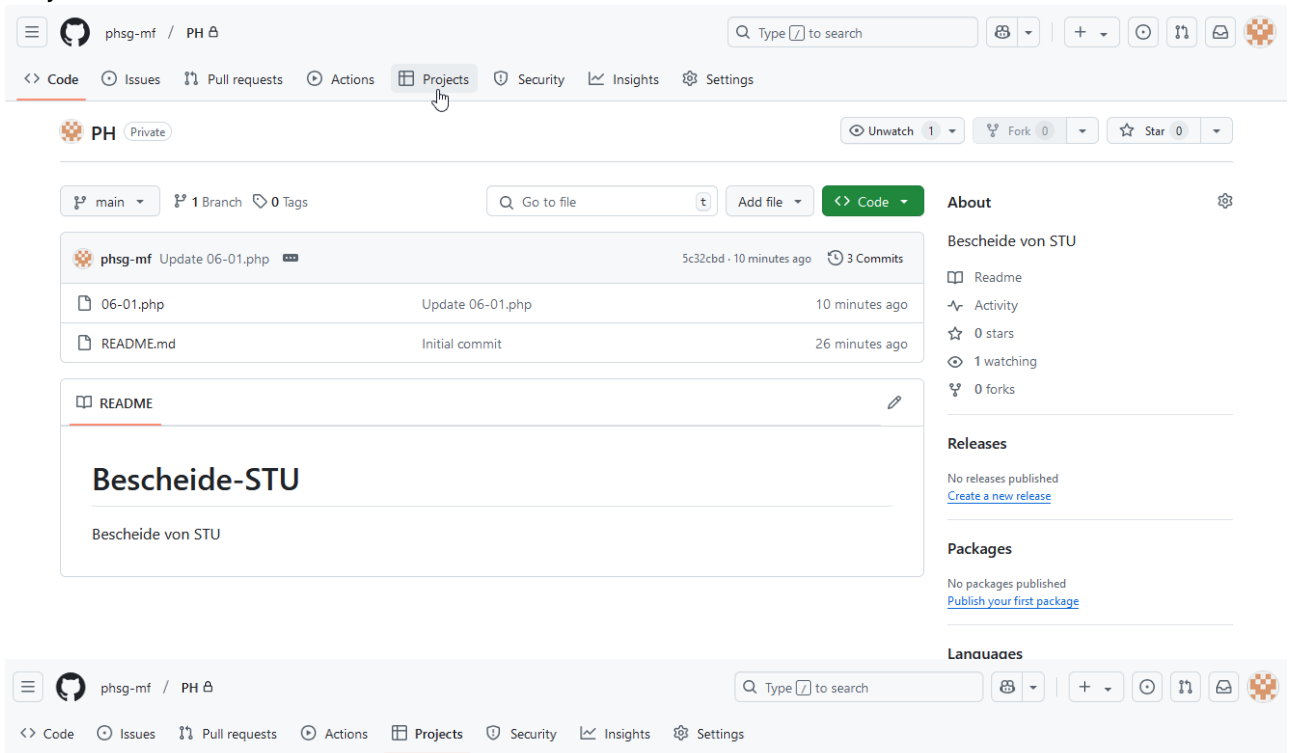 phsg-mf / PH Type / to search
Code Issues Pull requests Actions Projects Security Insights Settings
PH Private Unwatch 1 Fork 0 Star 0
main 1 Branch 0 Tags Go to file t Add file Code About
Bescheide von STU
phsg-mf Update 06-01.php 5c32cbd · 10 minutes ago 3 Commits
Readme
06-01.php Update 06-01.php 10 minutes ago
Activity
0 stars
README.md Initial commit 26 minutes ago
1 watching
0 forks
README
Releases
Bescheide-STU
No releases published
Create a new release
Bescheide von STU
Packages
No packages published
Publish your first package
Languages
phsg-mf / PH Type / to search
Code Issues Pull requests Actions Projects Security Insights Settings